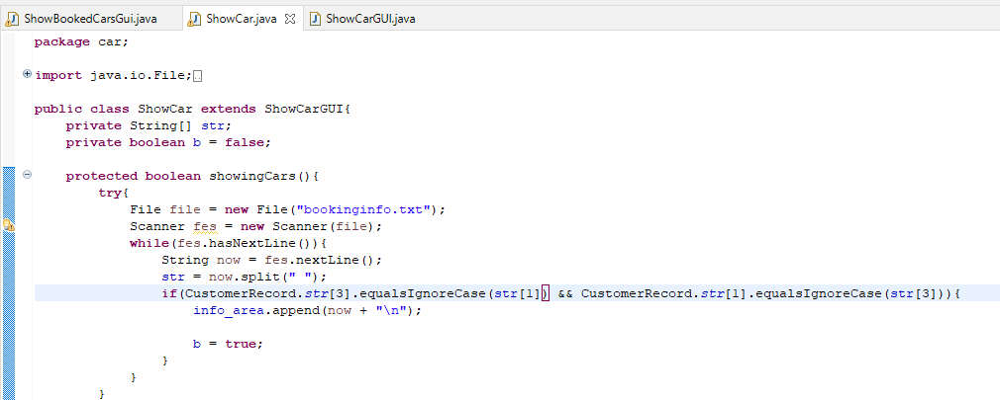 ShowBookedCarsGui.java ShowCar.java ShowCarGUI.java
package car;
import java.io.File;
public class ShowCar extends ShowCarGUI{
private String[] str;
private boolean b = false;
protected boolean showingCars(){
try{
File file = new File("bookinginfo.txt");
Scanner fes = new Scanner(file);
while(fes.hasNextLine()){
String now = fes.nextLine();
str = now.split(" ");
if(CustomerRecord.str[3].equalsIgnoreCase(str[1]) && CustomerRecord.str[1].equalsIgnoreCase(str[3])){
info_area.append(now + "\n");
b = true;
}
}
}